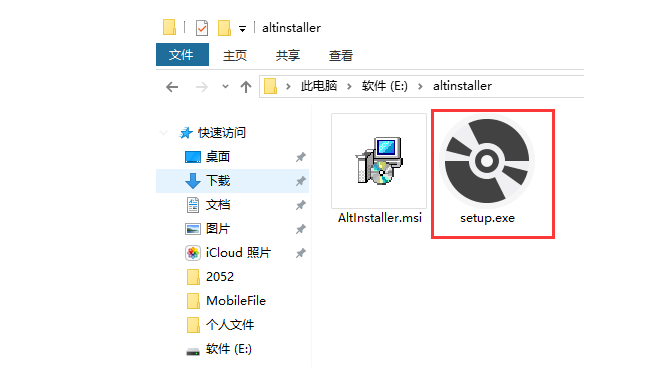 altinstaller
文件 主页 共享 查看
此电脑 软件 (E:) altinstaller
快速访问
桌面
下载
文档
图片
iCloud 照片
2052
MobileFile
个人文件
软件 (E:)
AltInstaller.msi
setup.exe